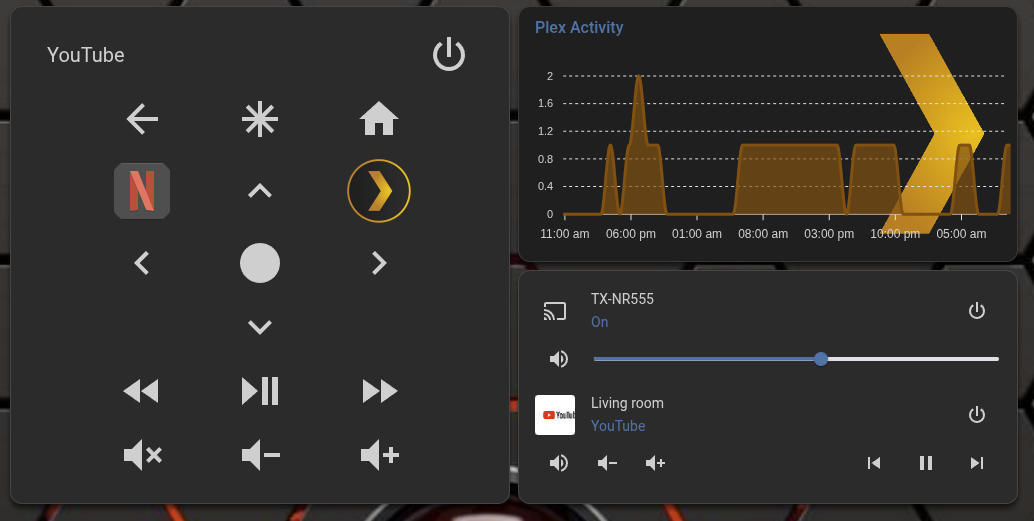 YouTube
N
Plex Activity
2
1.6
1.2
0.8
0.4
0
11:00 am 06:00 pm 01:00 am 08:00 am 03:00 pm 10:00 pm 05:00 am
TX-NR555
On
YouTub
Living room
YouTube